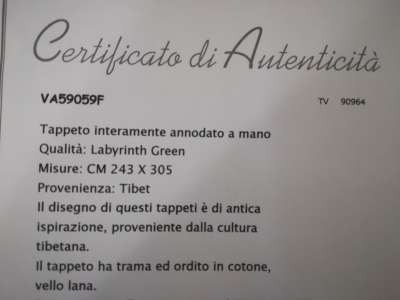 Certificato di Autenticità
VA59059F TV 90964
Tappeto interamente annodato a mano
Qualità: Labyrinth Green
Misure: CM 243 X 305
Provenienza: Tibet
Il disegno di questi tappeti è di antica
ispirazione, proveniente dalla cultura
tibetana.
Il tappeto ha trama ed ordito in cotone,
vello lana.